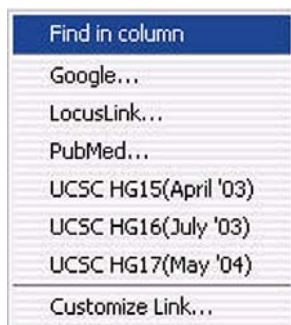 Find in column
Google...
LocusLink...
PubMed...
UCSC HG15(April '03)
UCSC HG16(July '03)
UCSC HG17(May '04)
Customize Link...